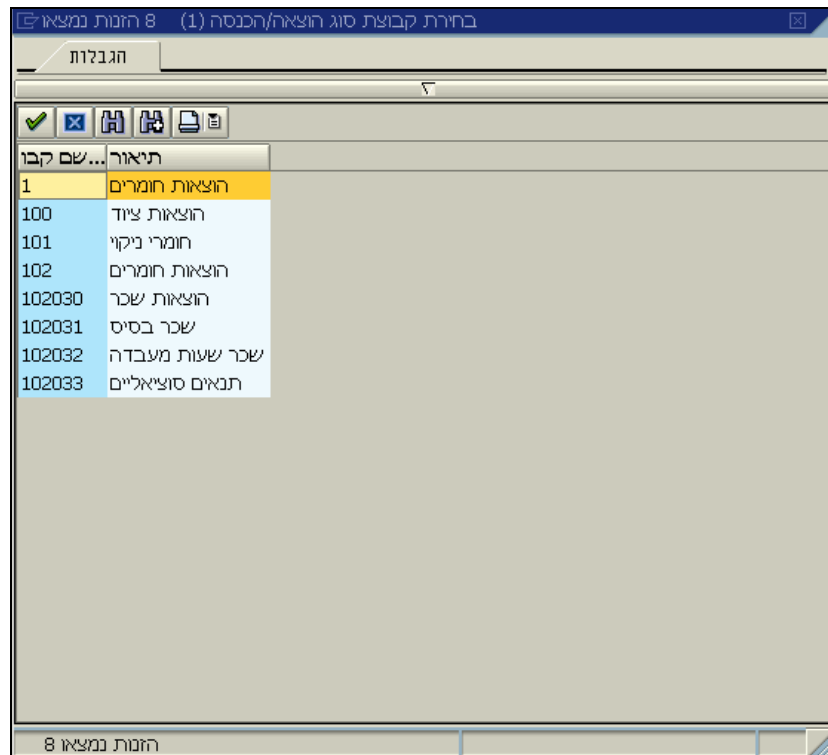 בחירת קבוצת סוג הוצאה/הכנסה (1) 8 הזנות נמצאו
הגבלות
שם קבו... תיאור
1 הוצאות חומרים
100 הוצאות ציוד
101 חומרי ניקוי
102 הוצאות חומרים
102030 הוצאות שכר
102031 שכר בסיס
102032 שכר שעות מעבדה
102033 תנאים סוציאליים
8 הזנות נמצאו